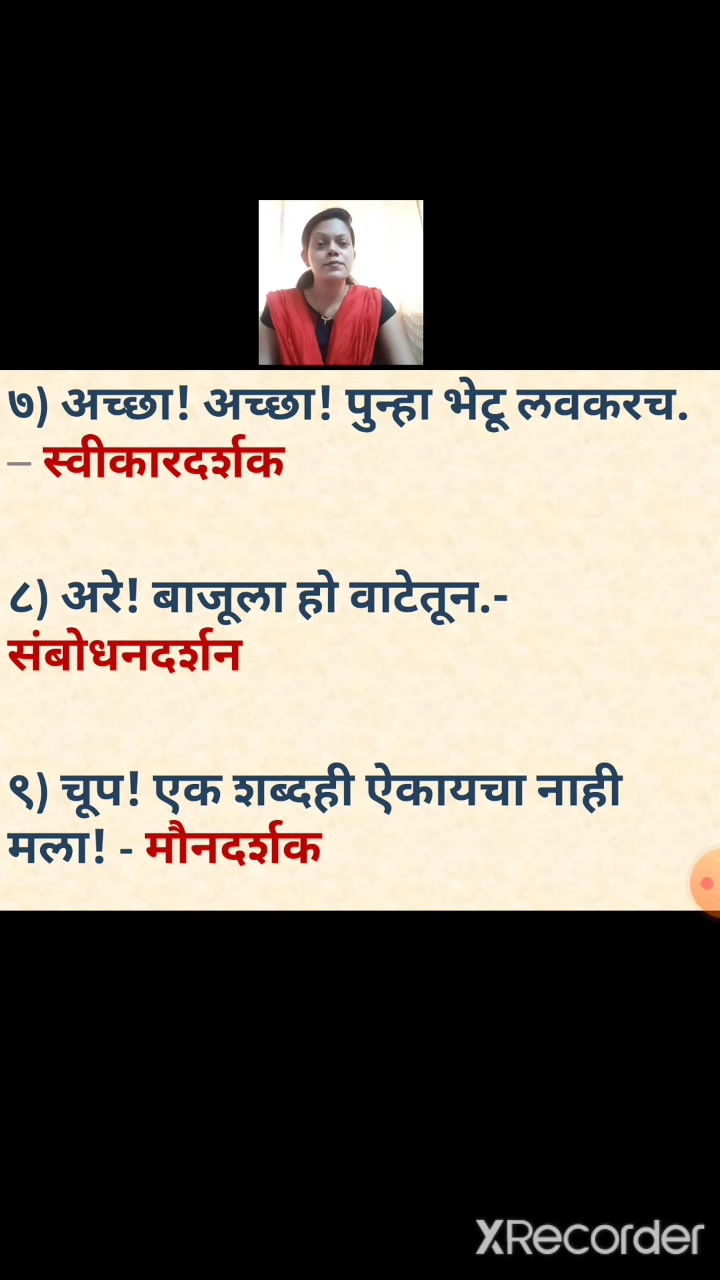 ७) अच्छा! अच्छा! पुन्हा भेटू लवकरच.
– स्वीकारदर्शक
८) अरे! बाजूला हो वाटेतून.-
संबोधनदर्शन
९) चूप! एक शब्दही ऐकायचा नाही
मला! - मौनदर्शक
XRecorder